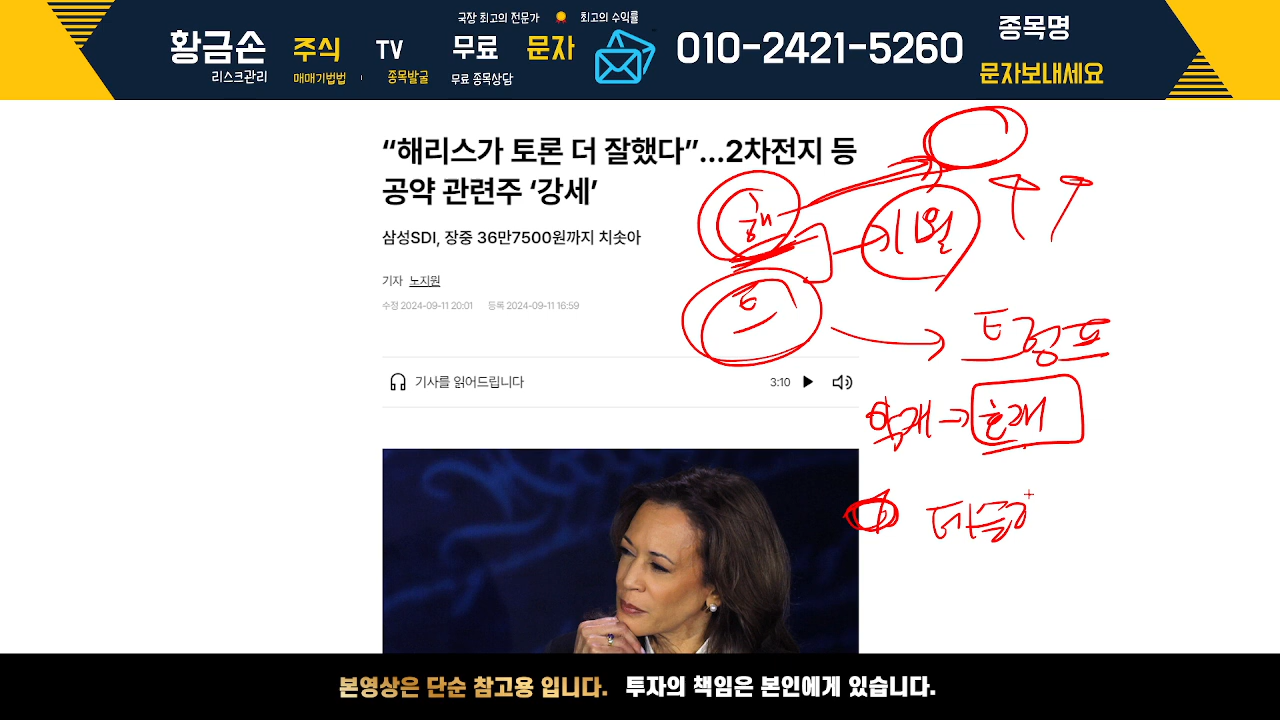 국장 최고의 전문가 최고의 수익률
황금손 주식 TV 무료 문자 010-2421-5260 종목명
리스크관리 매매기법법 종목발굴 무료 종목상담 문자보내세요
“해리스가 토론 더 잘했다”…2차전지 등
공약 관련주 ‘강세’
삼성SDI, 장중 36만7500원까지 치솟아
기자 노지원
수정 2024-09-11 20:01 등록 2024-09-11 16:59
기사를 읽어드립니다 3:10
해
11월
트
트럼프
악재 → 호재
본영상은 단순 참고용 입니다. 투자의 책임은 본인에게 있습니다.